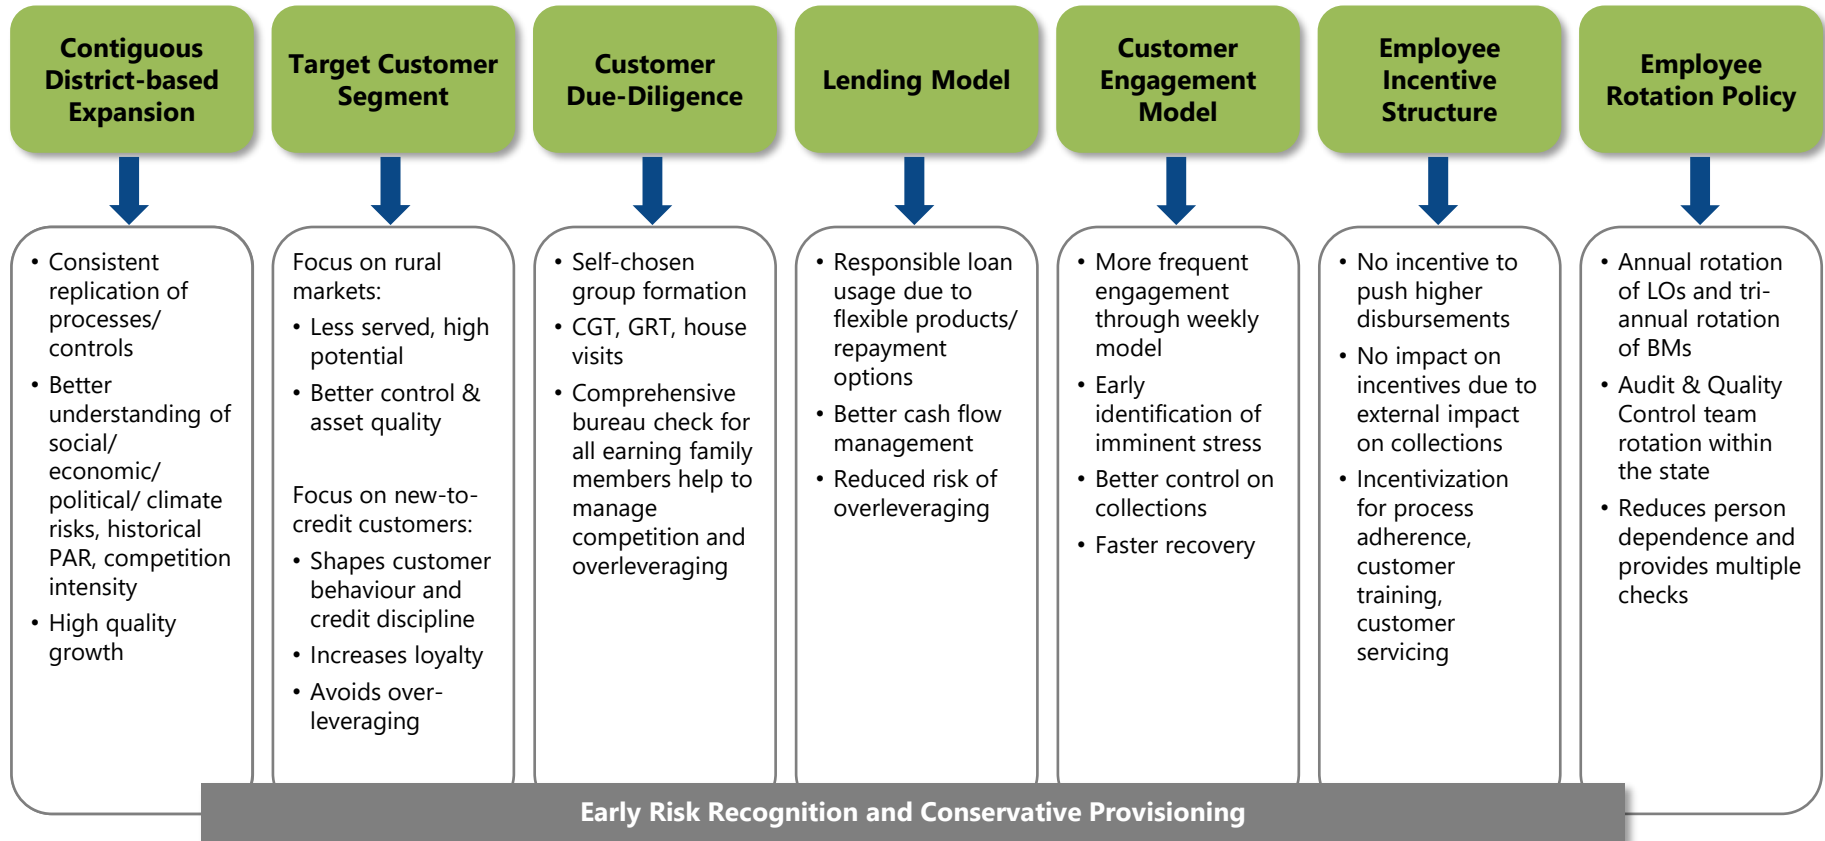 Contiguous
District-based
Expansion
Target Customer
Segment
Customer
Due-Diligence
Lending Model
Customer
Engagement
Model
Employee
Incentive
Structure
Employee
Rotation Policy
• Consistent
replication of
processes/
controls
• Better
understanding of
social/
economic/
political/ climate
risks, historical
PAR, competition
intensity
• High quality
growth
Focus on rural
markets:
• Less served, high
potential
• Better control &
asset quality
Focus on new-to-
credit customers:
• Shapes customer
behaviour and
credit discipline
• Increases loyalty
• Avoids over-
leveraging
• Self-chosen
group formation
• CGT, GRT, house
visits
• Comprehensive
bureau check for
all earning family
members help to
manage
competition and
overleveraging
• Responsible loan
usage due to
flexible products/
repayment
options
• Better cash flow
management
• Reduced risk of
overleveraging
• More frequent
engagement
through weekly
model
• Early
identification of
imminent stress
• Better control on
collections
• Faster recovery
• No incentive to
push higher
disbursements
• No impact on
incentives due to
external impact
on collections
• Incentivization
for process
adherence,
customer
training,
customer
servicing
• Annual rotation
of LOs and tri-
annual rotation
of BMs
• Audit & Quality
Control team
rotation within
the state
• Reduces person
dependence and
provides multiple
checks
Early Risk Recognition and Conservative Provisioning